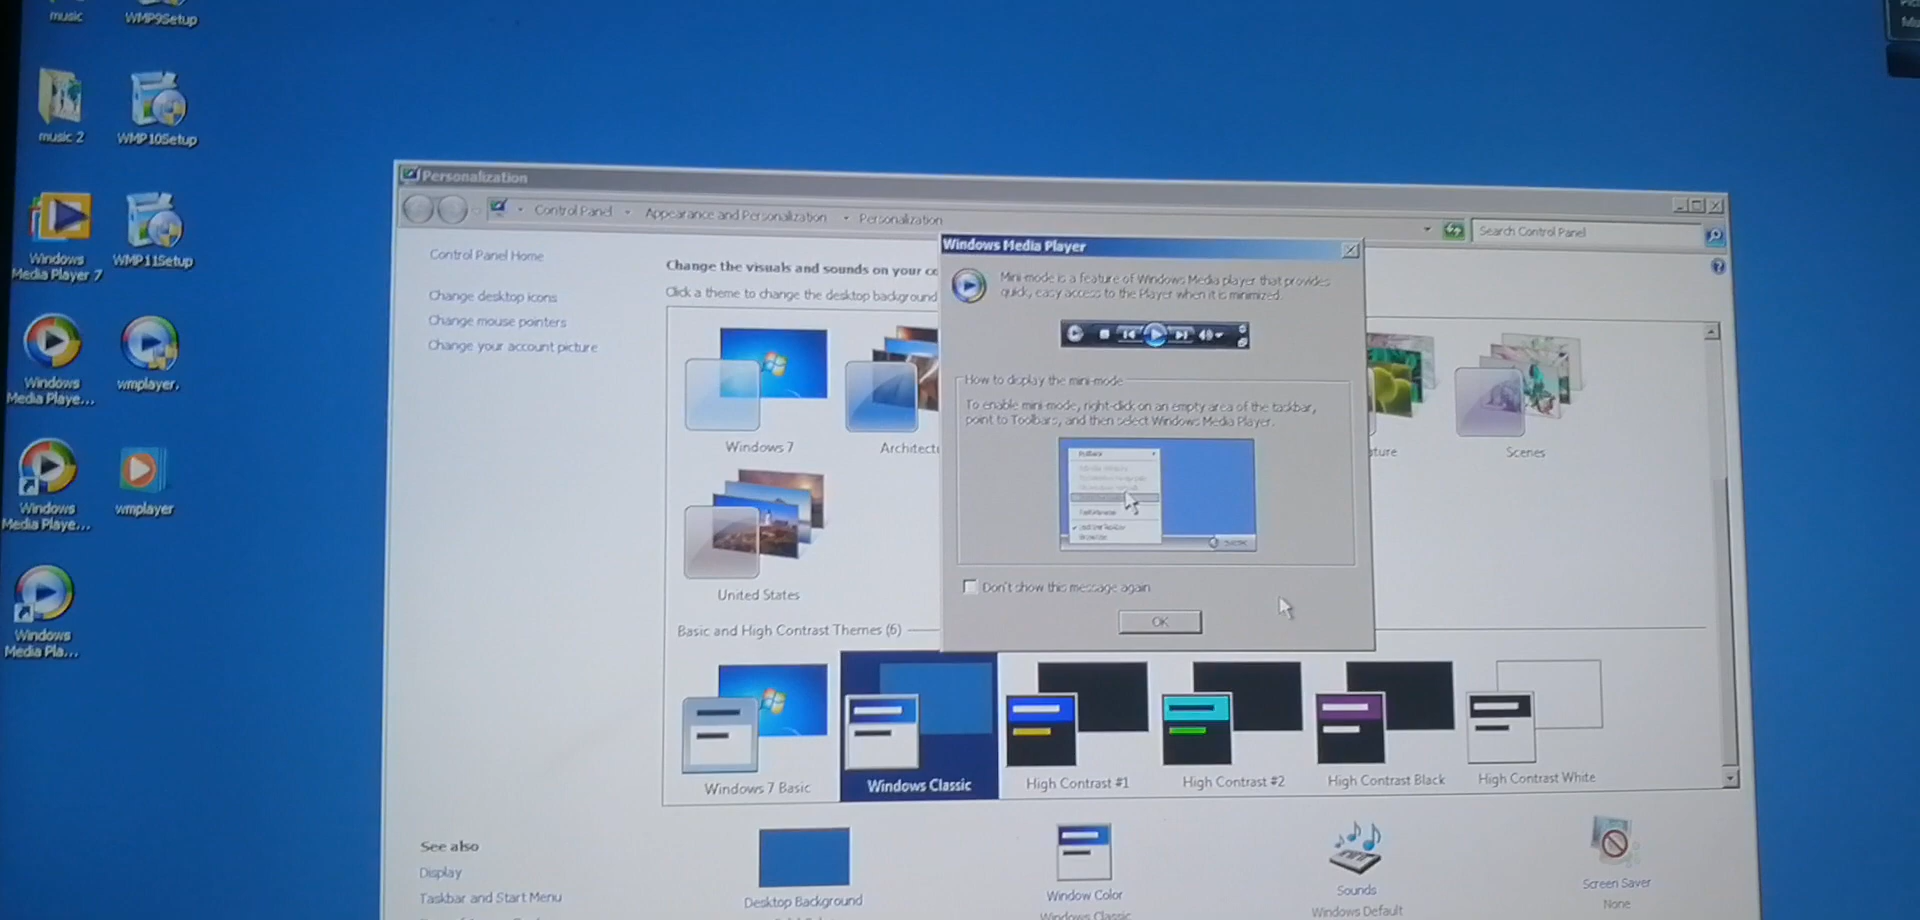 music
WMP9Setup
music 2
WMP10Setup
Windows
Media Player 7
WMP11Setup
Windows
Media Playe...
wmplayer.
Windows
Media Playe...
wmplayer
Windows
Media Pla...
Personalization
Control Panel
Appearance and Personalization
Personalization
Search Control Panel
Control Panel Home
Change desktop icons
Change mouse pointers
Change your account picture
Change the visuals and sounds on your co
Click a theme to change the desktop background
Windows 7
Architectu
ature
Scenes
United States
Windows Media Player
Mini-mode is a feature of Windows Media player that provides
quick, easy access to the Player when it is minimized.
How to display the mini-mode
To enable mini-mode, right-click on an empty area of the taskbar,
point to Toolbars, and then select Windows Media Player.
Don't show this message again
OK
Basic and High Contrast Themes (6)
Windows 7 Basic
Windows Classic
High Contrast #1
High Contrast #2
High Contrast Black
High Contrast White
See also
Display
Taskbar and Start Menu
Desktop Background
Window Color
Windows Classic
Sounds
Windows Default
Screen Saver
None